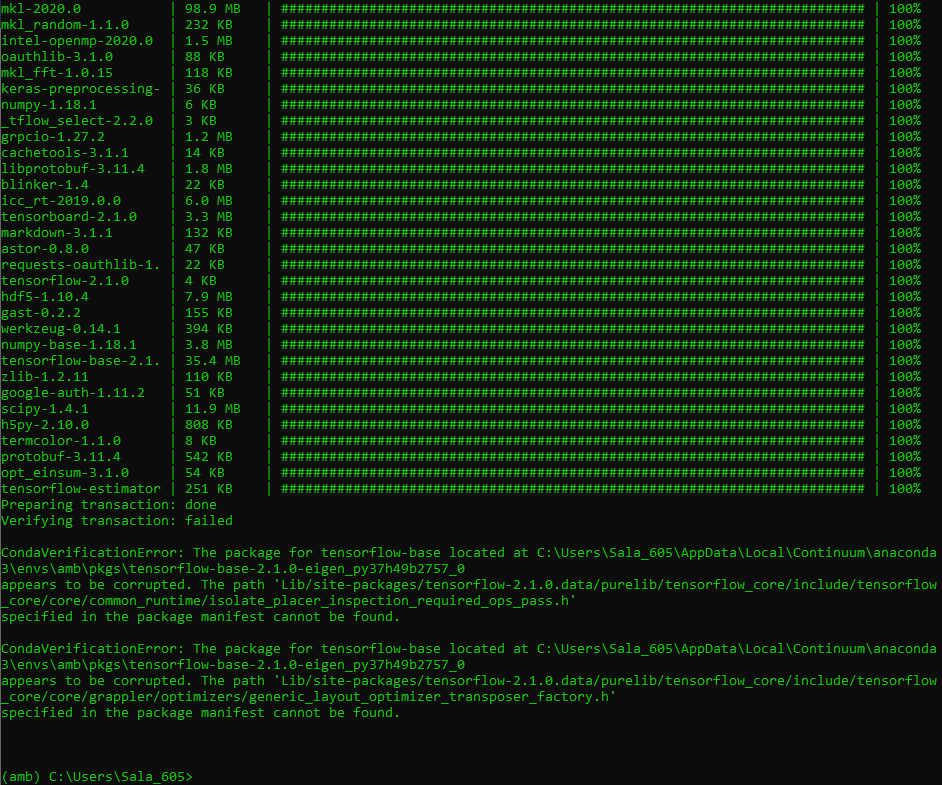 mkl-2020.0 | 98.9 MB | ######################################################################### | 100%
mkl_random-1.1.0 | 232 KB | ######################################################################### | 100%
intel-openmp-2020.0 | 1.5 MB | ######################################################################### | 100%
oauthlib-3.1.0 | 88 KB | ######################################################################### | 100%
mkl_fft-1.0.15 | 118 KB | ######################################################################### | 100%
keras-preprocessing- | 36 KB | ######################################################################### | 100%
numpy-1.18.1 | 6 KB | ######################################################################### | 100%
_tflow_select-2.2.0 | 3 KB | ######################################################################### | 100%
grpcio-1.27.2 | 1.2 MB | ######################################################################### | 100%
cachetools-3.1.1 | 14 KB | ######################################################################### | 100%
libprotobuf-3.11.4 | 1.8 MB | ######################################################################### | 100%
blinker-1.4 | 22 KB | ######################################################################### | 100%
icc_rt-2019.0.0 | 6.0 MB | ######################################################################### | 100%
tensorboard-2.1.0 | 3.3 MB | ######################################################################### | 100%
markdown-3.1.1 | 132 KB | ######################################################################### | 100%
astor-0.8.0 | 47 KB | ######################################################################### | 100%
requests-oauthlib-1. | 22 KB | ######################################################################### | 100%
tensorflow-2.1.0 | 4 KB | ######################################################################### | 100%
hdf5-1.10.4 | 7.9 MB | ######################################################################### | 100%
gast-0.2.2 | 155 KB | ######################################################################### | 100%
werkzeug-0.14.1 | 394 KB | ######################################################################### | 100%
numpy-base-1.18.1 | 3.8 MB | ######################################################################### | 100%
tensorflow-base-2.1. | 35.4 MB | ######################################################################### | 100%
zlib-1.2.11 | 110 KB | ######################################################################### | 100%
google-auth-1.11.2 | 51 KB | ######################################################################### | 100%
scipy-1.4.1 | 11.9 MB | ######################################################################### | 100%
h5py-2.10.0 | 808 KB | ######################################################################### | 100%
termcolor-1.1.0 | 8 KB | ######################################################################### | 100%
protobuf-3.11.4 | 542 KB | ######################################################################### | 100%
opt_einsum-3.1.0 | 54 KB | ######################################################################### | 100%
tensorflow-estimator | 251 KB | ######################################################################### | 100%
Preparing transaction: done
Verifying transaction: failed
CondaVerificationError: The package for tensorflow-base located at C:\Users\Sala_605\AppData\Local\Continuum\anaconda
3\envs\amb\pkgs\tensorflow-base-2.1.0-eigen_py37h49b2757_0
appears to be corrupted. The path 'Lib/site-packages/tensorflow-2.1.0.data/purelib/tensorflow_core/include/tensorflow
_core/core/common_runtime/isolate_placer_inspection_required_ops_pass.h'
specified in the package manifest cannot be found.
CondaVerificationError: The package for tensorflow-base located at C:\Users\Sala_605\AppData\Local\Continuum\anaconda
3\envs\amb\pkgs\tensorflow-base-2.1.0-eigen_py37h49b2757_0
appears to be corrupted. The path 'Lib/site-packages/tensorflow-2.1.0.data/purelib/tensorflow_core/include/tensorflow
_core/core/grappler/optimizers/generic_layout_optimizer_transposer_factory.h'
specified in the package manifest cannot be found.
(amb) C:\Users\Sala_605>